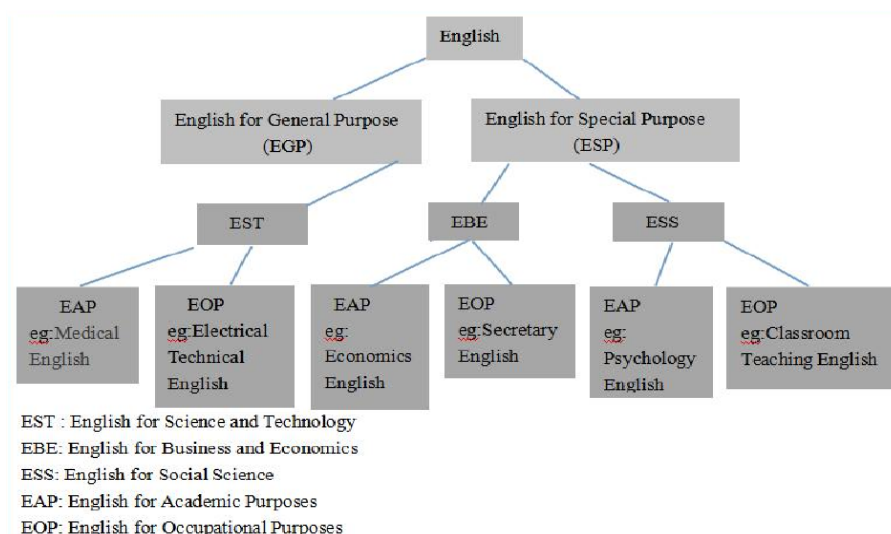 English
English for General Purpose
(EGP)
English for Special Purpose
(ESP)
EST
EBE
ESS
EAP
eg:Medical
English
EOP
eg:Electrical
Technical
English
EAP
eg:
Economics
English
EOP
eg:Secretary
English
EAP
eg:
Psychology
English
EOP
eg:Classroom
Teaching English
EST : English for Science and Technology
EBE: English for Business and Economics
ESS: English for Social Science
EAP: English for Academic Purposes
EOP: English for Occupational Purposes